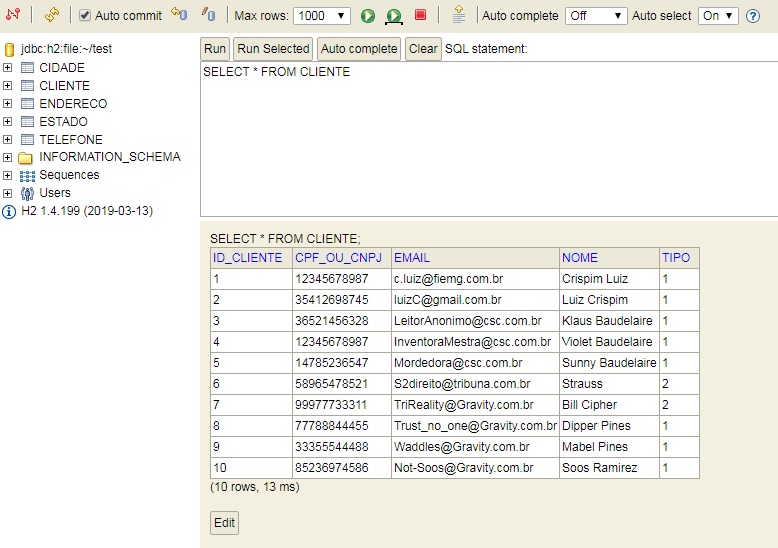 Auto commit Max rows: 1000 Auto complete Off Auto select On
jdbc:h2:file:~/test
CIDADE
CLIENTE
ENDERECO
ESTADO
TELEFONE
INFORMATION_SCHEMA
Sequences
Users
H2 1.4.199 (2019-03-13)
Run Run Selected Auto complete Clear SQL statement:
SELECT * FROM CLIENTE
SELECT * FROM CLIENTE;
ID_CLIENTE CPF_OU_CNPJ EMAIL NOME TIPO
1 12345678987 c.luiz@fiemg.com.br Crispim Luiz 1
2 35412698745 luizC@gmail.com.br Luiz Crispim 1
3 36521456328 LeitorAnonimo@csc.com.br Klaus Baudelaire 1
4 12345678987 InventoraMestra@csc.com.br Violet Baudelaire 1
5 14785236547 Mordedora@csc.com.br Sunny Baudelaire 1
6 58965478521 S2direito@tribuna.com.br Strauss 2
7 99977733311 TriReality@Gravity.com.br Bill Cipher 2
8 77788844455 Trust_no_one@Gravity.com.br Dipper Pines 1
9 33355544488 Waddles@Gravity.com.br Mabel Pines 1
10 85236974586 Not-Soos@Gravity.com.br Soos Ramirez 1
(10 rows, 13 ms)
Edit